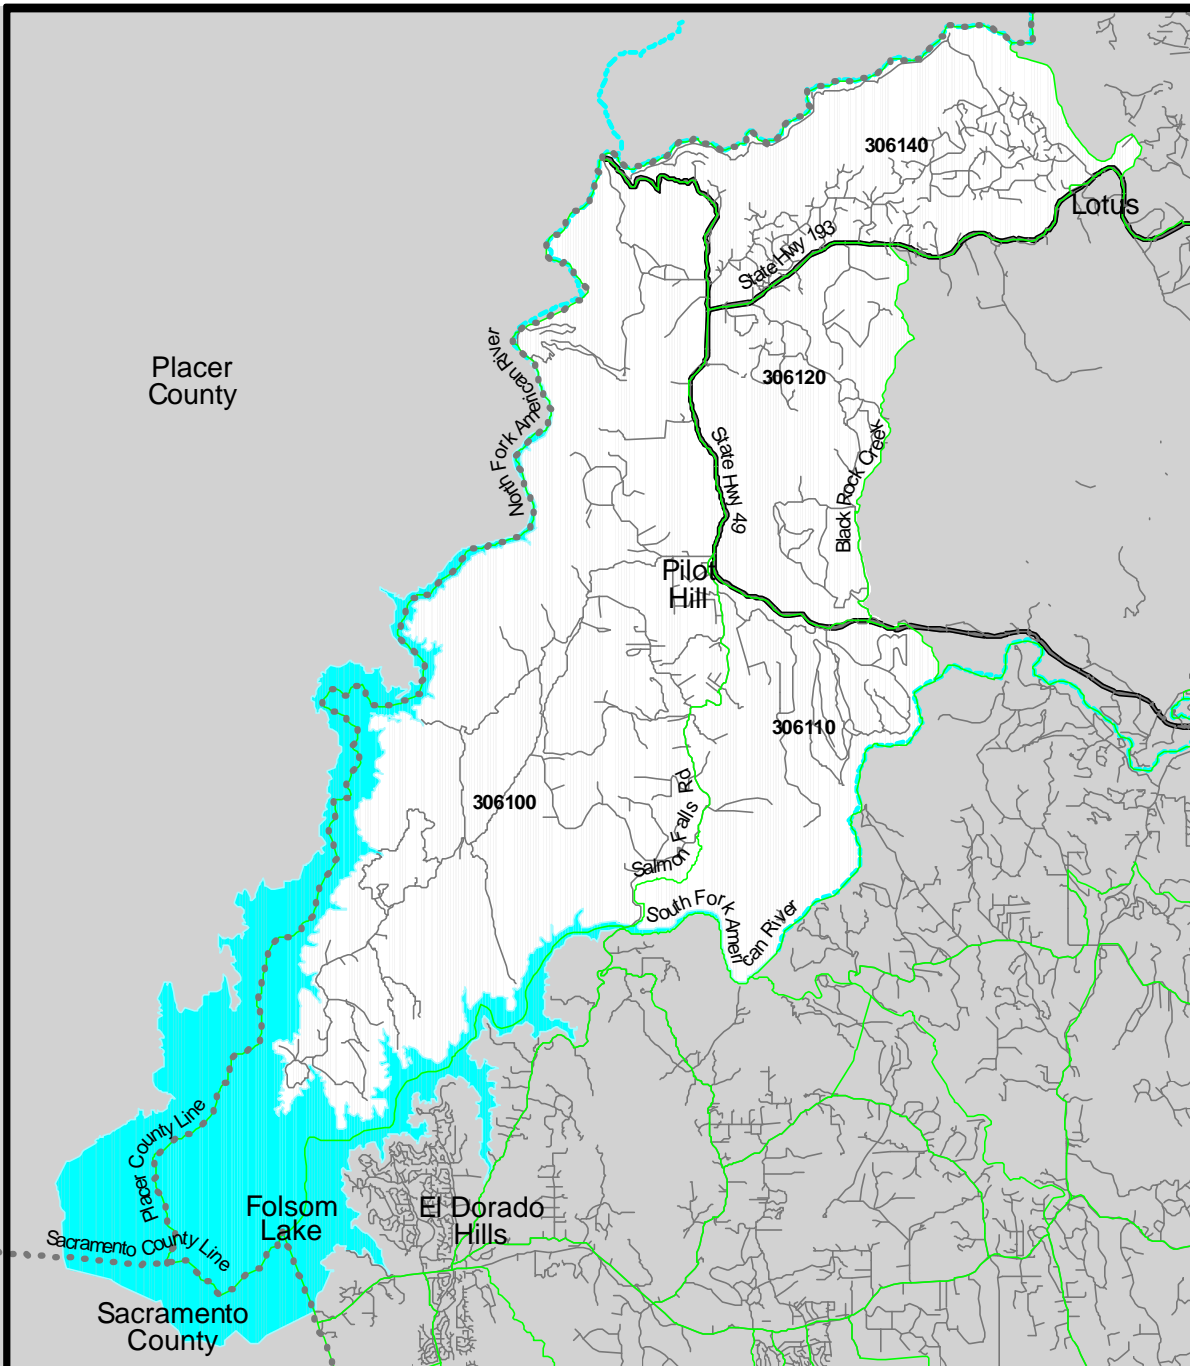 306140
Lotus
State Hwy 193
Placer
County
North Fork American River
306120
State Hwy 49
Black Rock Creek
Pilot
Hill
306110
306100
Salmon Falls Rd
South Fork American River
Placer County Line
Folsom
Lake
El Dorado
Hills
Sacramento County Line
Sacramento
County